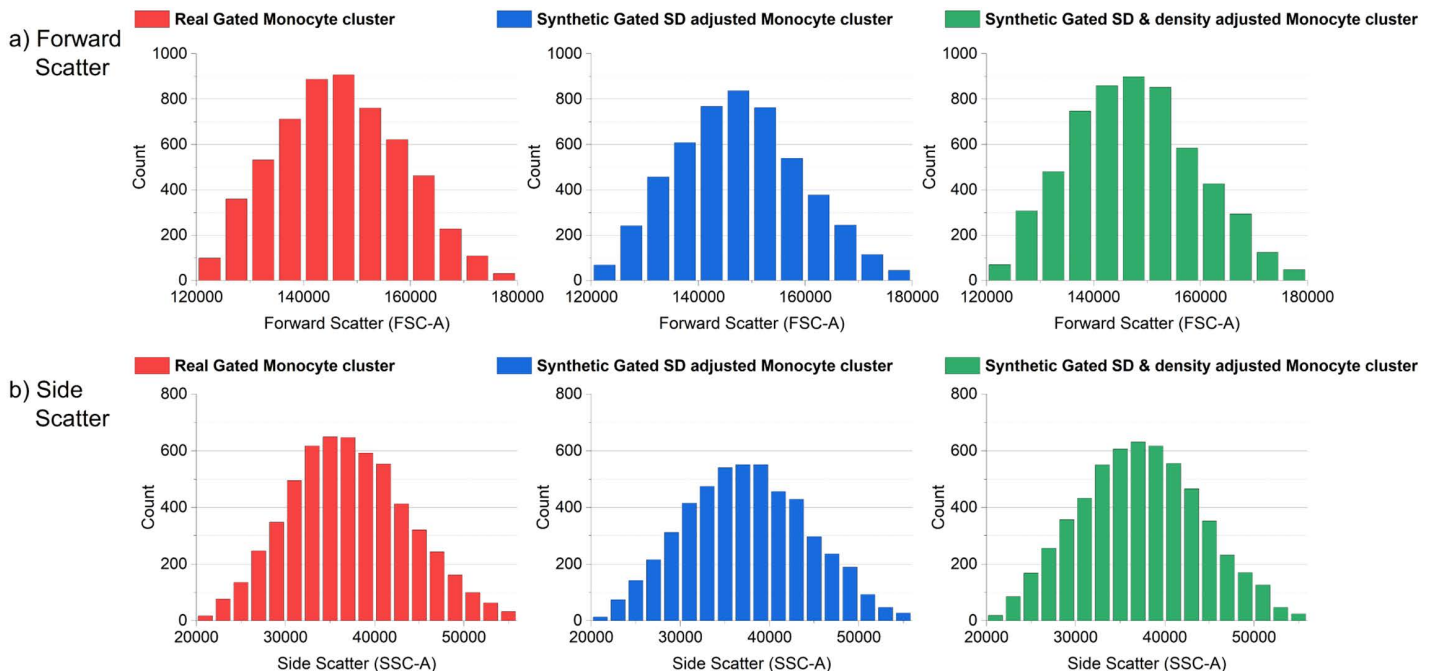 a) Forward
Scatter
Real Gated Monocyte cluster
Synthetic Gated SD adjusted Monocyte cluster
Synthetic Gated SD & density adjusted Monocyte cluster
1000
800
600
400
200
0
Count
120000 140000 160000 180000
Forward Scatter (FSC-A)
1000
800
600
400
200
0
Count
120000 140000 160000 180000
Forward Scatter (FSC-A)
1000
800
600
400
200
0
Count
120000 140000 160000 180000
Forward Scatter (FSC-A)
b) Side
Scatter
Real Gated Monocyte cluster
Synthetic Gated SD adjusted Monocyte cluster
Synthetic Gated SD & density adjusted Monocyte cluster
800
600
400
200
0
Count
20000 30000 40000 50000
Side Scatter (SSC-A)
800
600
400
200
0
Count
20000 30000 40000 50000
Side Scatter (SSC-A)
800
600
400
200
0
Count
20000 30000 40000 50000
Side Scatter (SSC-A)